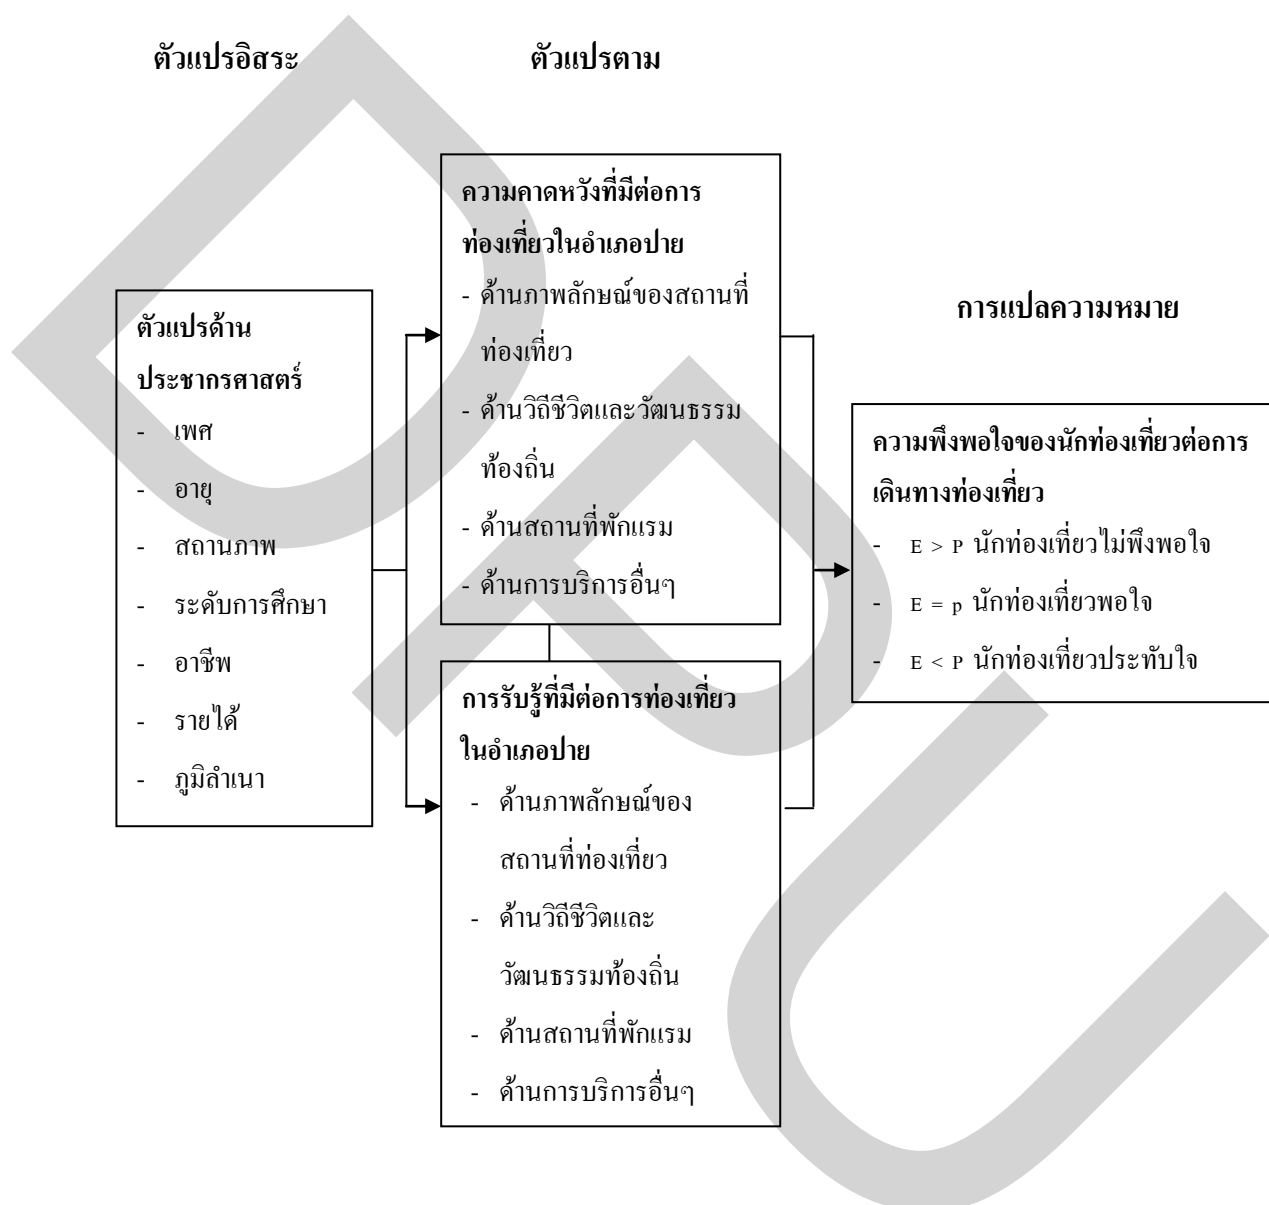 ตัวแปรอิสระ
ตัวแปรตาม
ตัวแปรด้าน
ประชากรศาสตร์
- เพศ
- อายุ
- สถานภาพ
- ระดับการศึกษา
- อาชีพ
- รายได้
- ภูมิลำเนา
ความคาดหวังที่มีต่อการ
ท่องเที่ยวในอำเภอปาย
- ด้านภาพลักษณ์ของสถานที่
ท่องเที่ยว
- ด้านวิถีชีวิตและวัฒนธรรม
ท้องถิ่น
- ด้านสถานที่พักแรม
- ด้านการบริการอื่นๆ
การรับรู้ที่มีต่อการท่องเที่ยว
ในอำเภอปาย
- ด้านภาพลักษณ์ของ
สถานที่ท่องเที่ยว
- ด้านวิถีชีวิตและ
วัฒนธรรมท้องถิ่น
- ด้านสถานที่พักแรม
- ด้านการบริการอื่นๆ
การแปลความหมาย
ความพึงพอใจของนักท่องเที่ยวต่อการ
เดินทางท่องเที่ยว
- E > P นักท่องเที่ยวไม่พึงพอใจ
- E = p นักท่องเที่ยวพอใจ
- E < P นักท่องเที่ยวประทับใจ
DPU